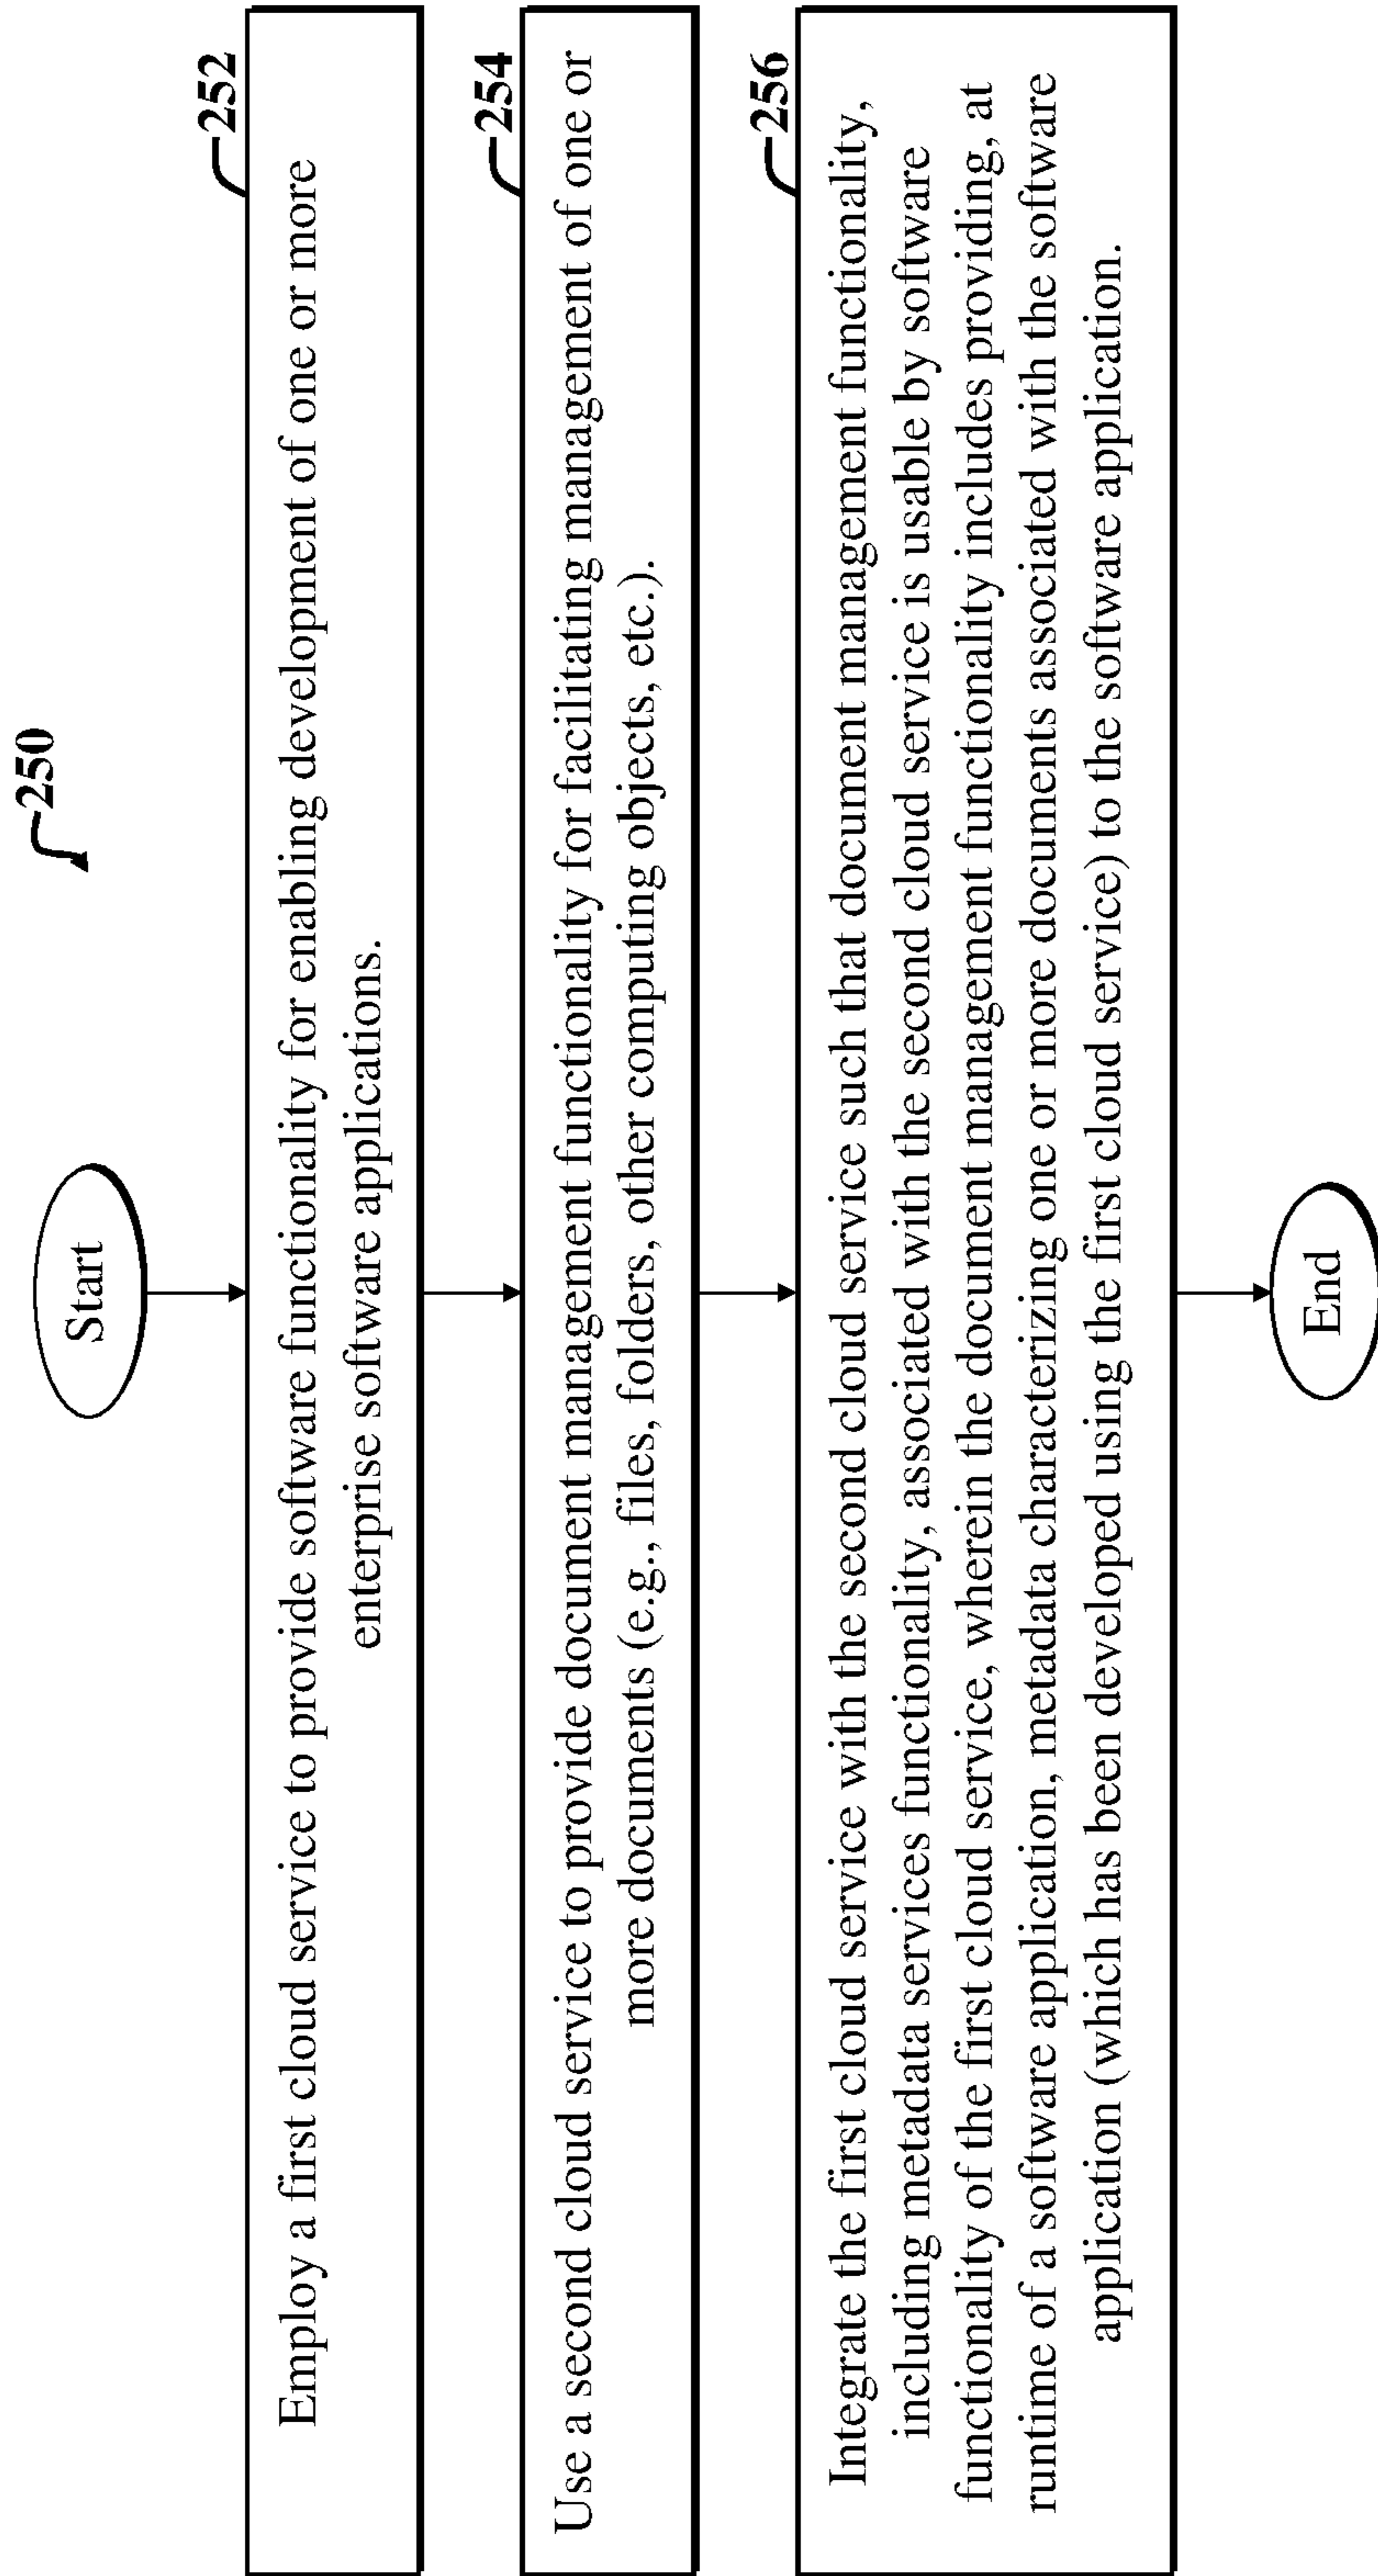 250
Start
252
Employ a first cloud service to provide software functionality for enabling development of one or more
enterprise software applications.
254
Use a second cloud service to provide document management functionality for facilitating management of one or
more documents (e.g., files, folders, other computing objects, etc.).
256
Integrate the first cloud service with the second cloud service such that document management functionality,
including metadata services functionality, associated with the second cloud service is usable by software
functionality of the first cloud service, wherein the document management functionality includes providing, at
runtime of a software application, metadata characterizing one or more documents associated with the software
application (which has been developed using the first cloud service) to the software application.
End